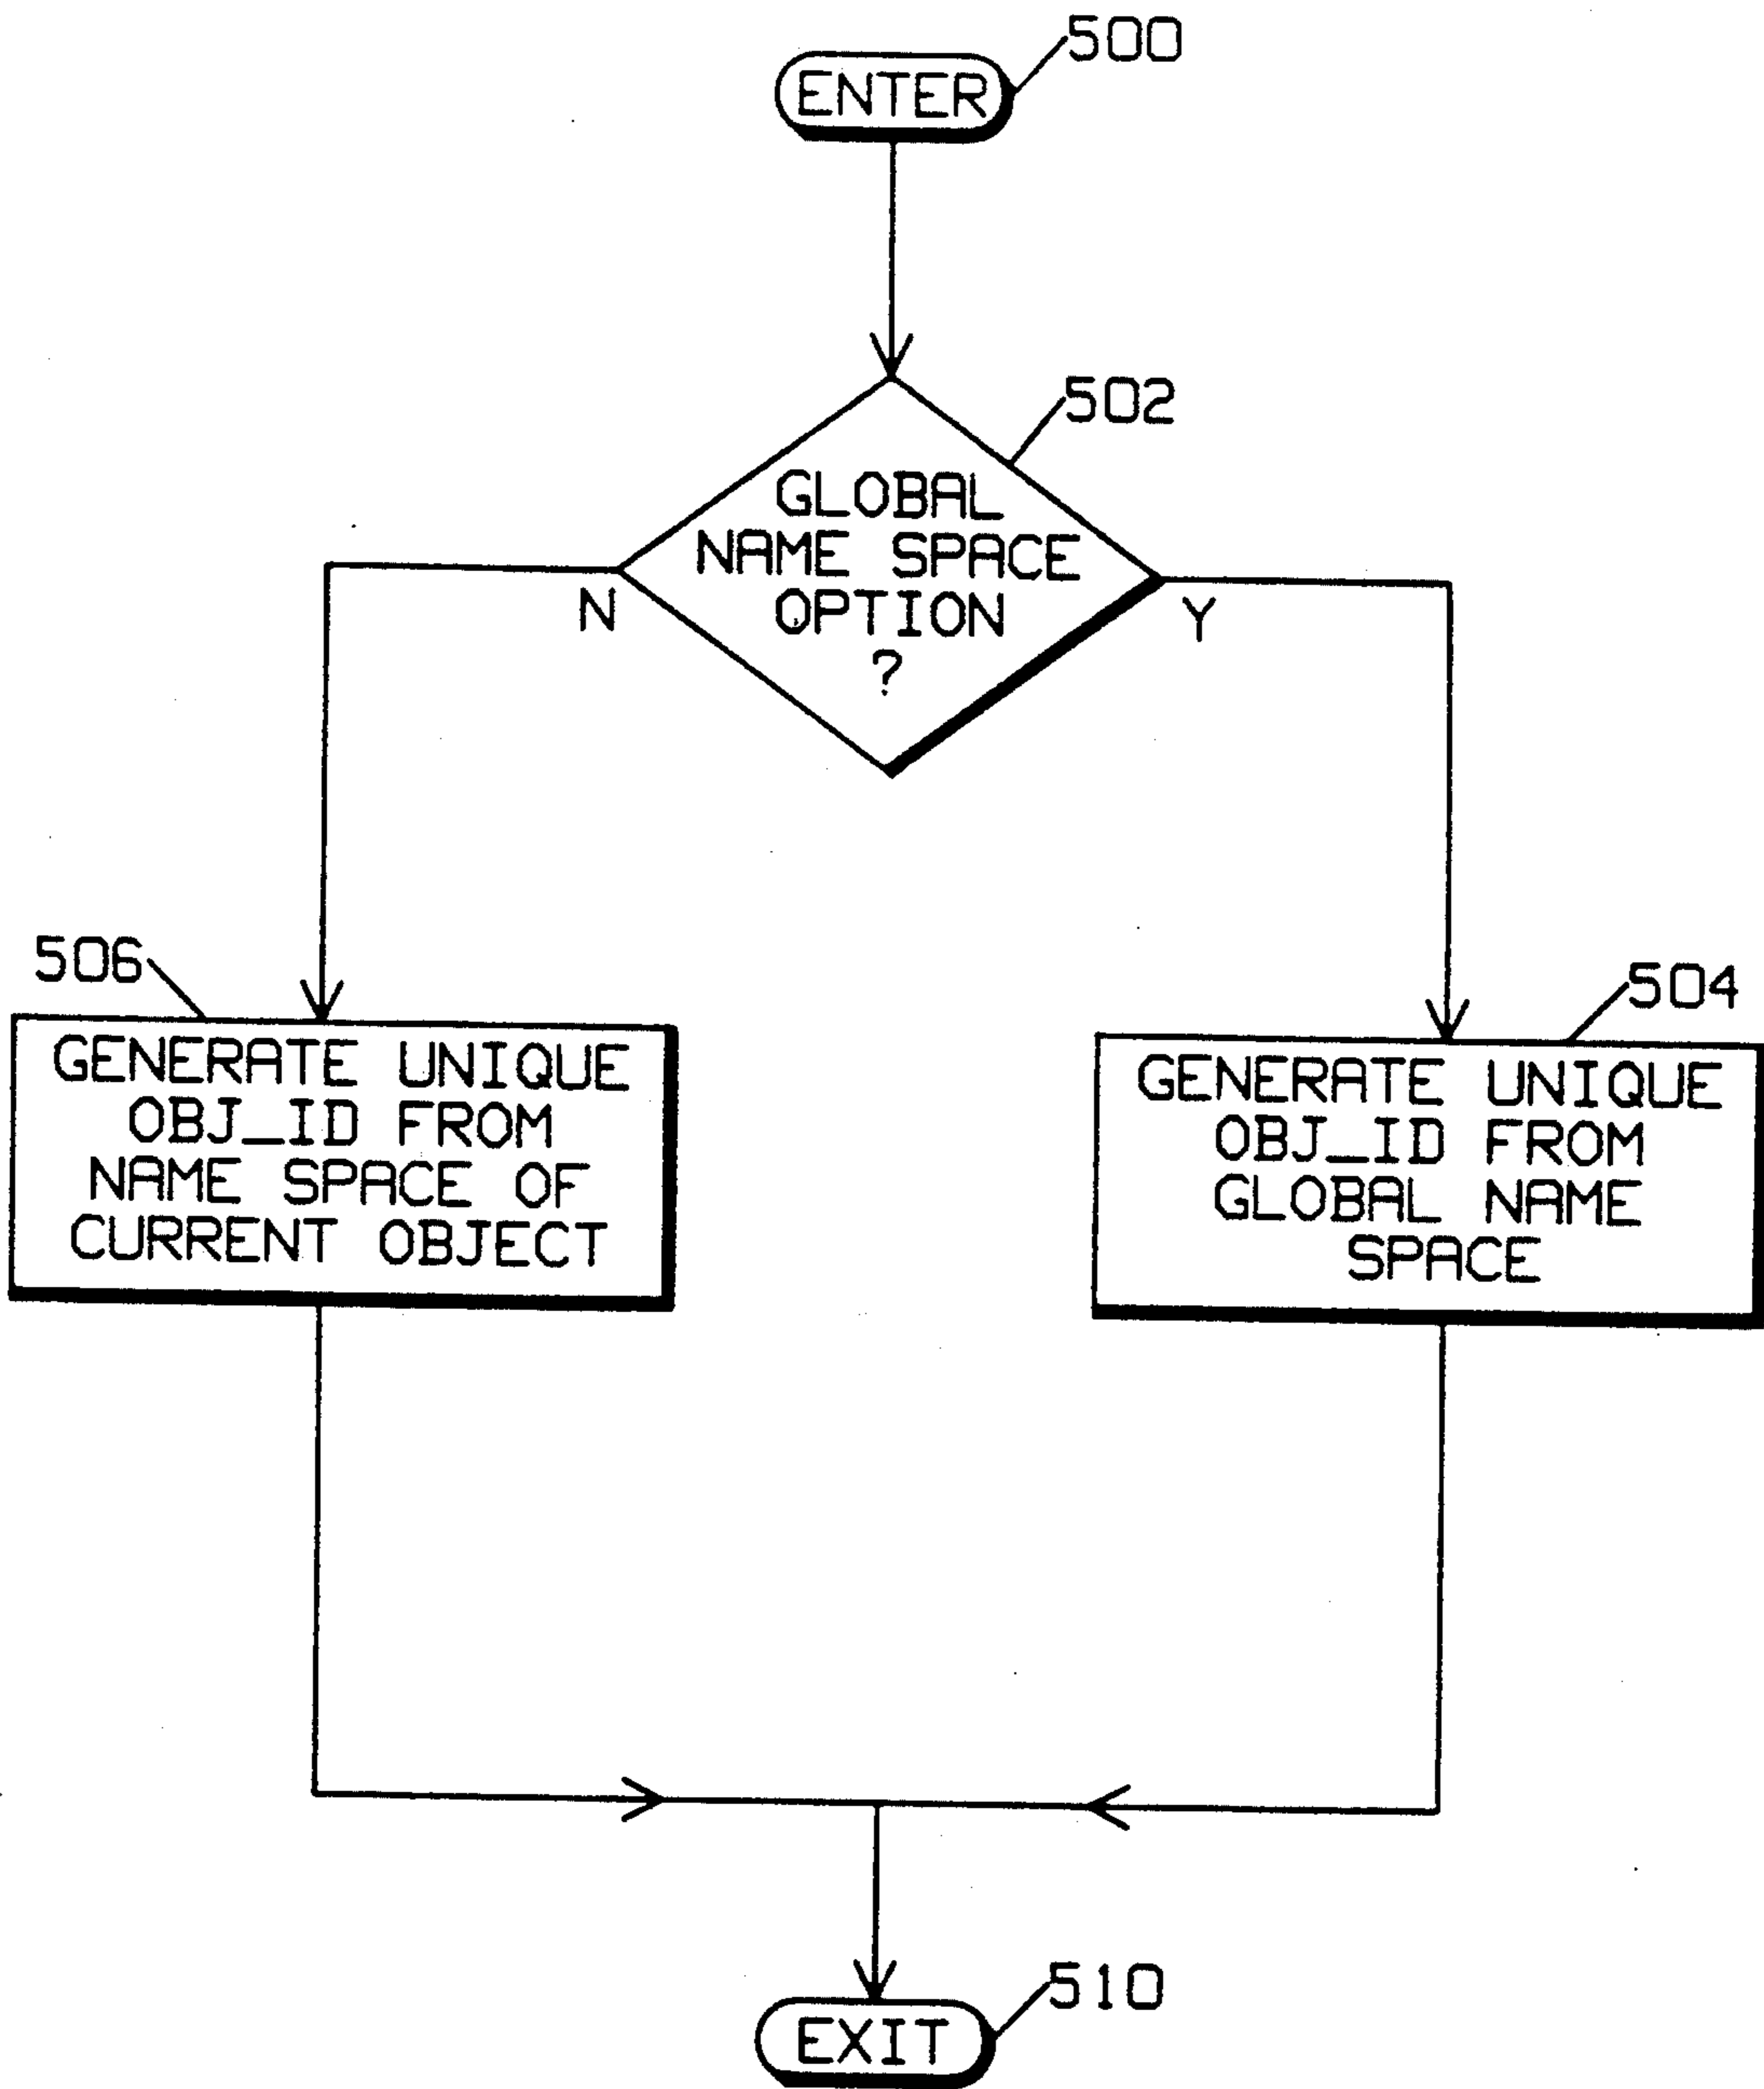 500
ENTER
502
GLOBAL
NAME SPACE
OPTION
?
N
Y
506
GENERATE UNIQUE
OBJ_ID FROM
NAME SPACE OF
CURRENT OBJECT
504
GENERATE UNIQUE
OBJ_ID FROM
GLOBAL NAME
SPACE
510
EXIT